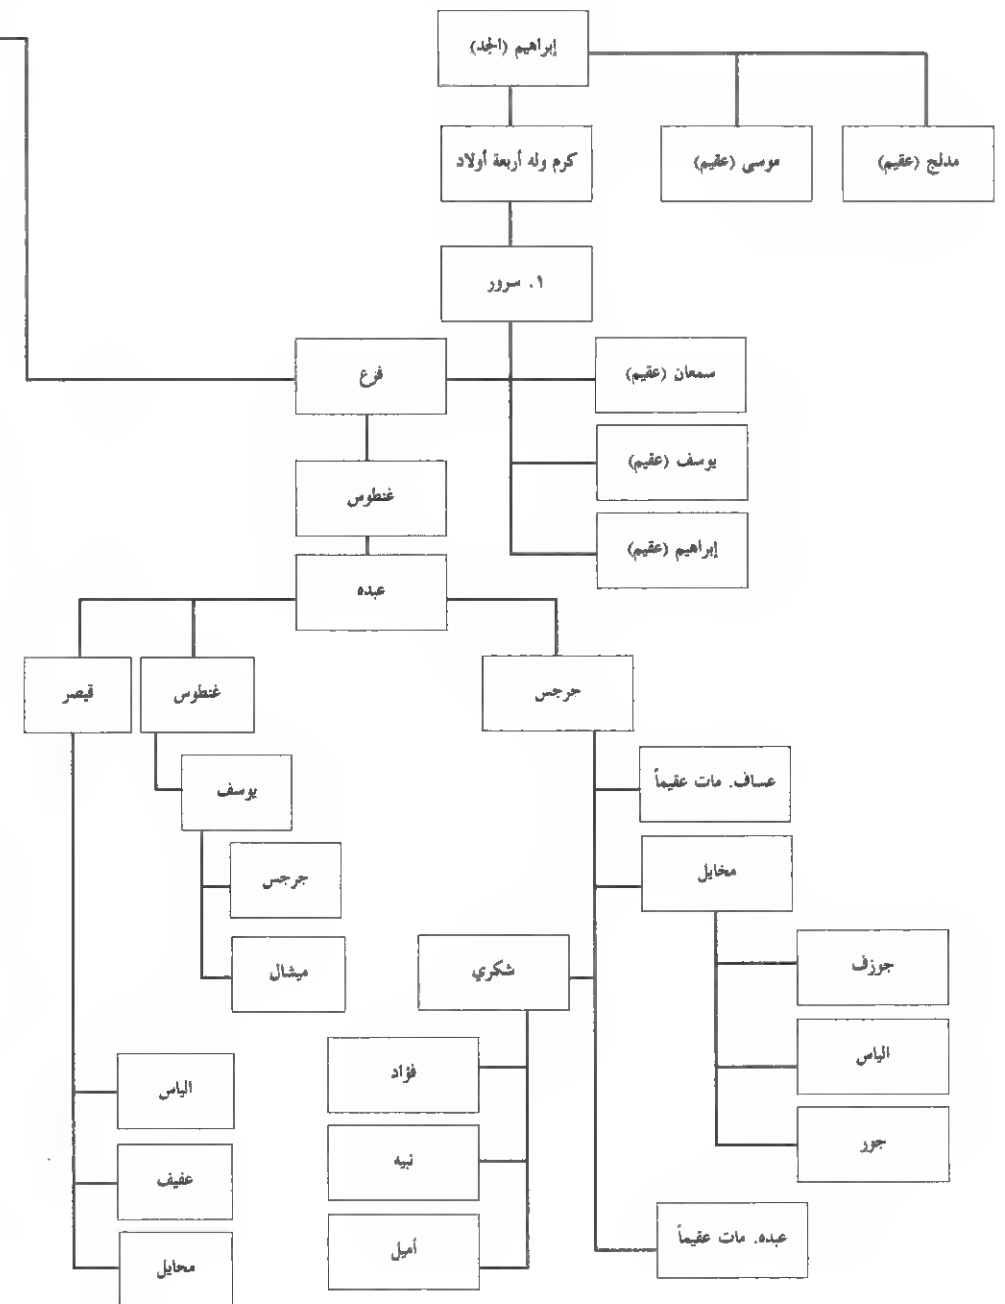 إبراهيم (الجد)
كرم وله أربعة أولاد
موسى (عقيم)
مدلج (عقيم)
١. سرور
فزع
سمعان (عقيم)
يوسف (عقيم)
غنطوس
إبراهيم (عقيم)
عبده
جرجس
غنطوس
قيصر
عساف. مات عقيماً
يوسف
مخايل
جرجس
شكري
ميشال
جوزف
الياس
فؤاد
الياس
جور
نبيه
عفيف
عبده. مات عقيماً
أميل
محايل